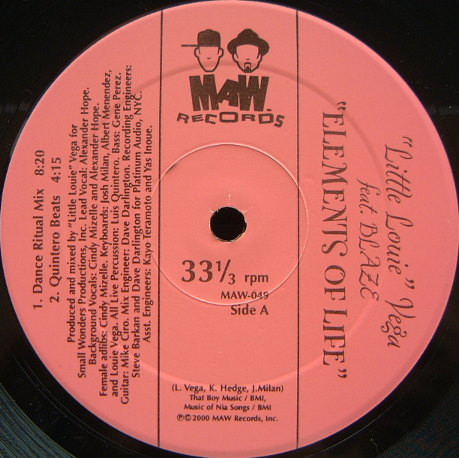 MAW
RECORDS
"Little Louie" Vega
feat. BLAZE
"ELEMENTS OF LIFE"
33 1/3 rpm
MAW-049
Side A
1. Dance Ritual Mix 8:20
2. Quintero Beats 4:15
Produced and mixed by "Little Louie" Vega for
Small Wonders Productions, Inc. Lead Vocal: Alexander Hope.
Background Vocals: Cindy Mizelle and Alexander Hope.
Female adlibs: Cindy Mizelle. Keyboards: Josh Milan, Albert Menendez,
and Louie Vega. All Live Percussion: Luis Quintero. Bass: Gene Perez.
Guitar: Mike Ciro. Mix Engineer: Dave Darlington. Recording Engineers:
Steve Barkan and Dave Darlington for Platinum Audio, NYC.
Asst. Engineers: Kayo Teramoto and Yas Inoue.
(L. Vega, K. Hedge, J.Milan)
That Boy Music / BMI,
Music of Nia Songs / BMI
℗© 2000 MAW Records, Inc.